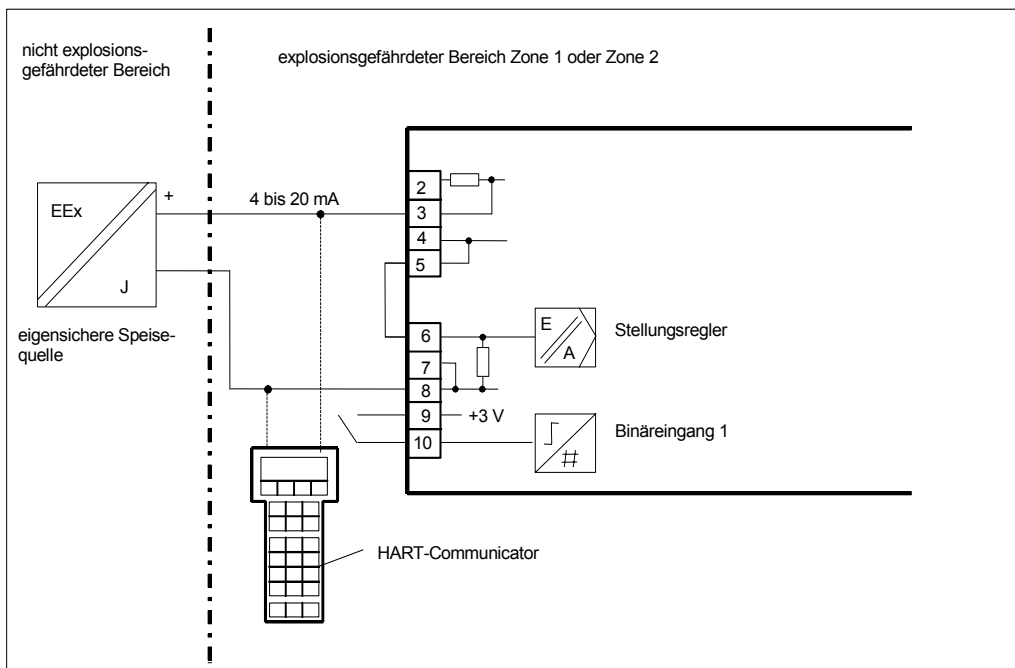 nicht explosions-
gefährdeter Bereich
explosionsgefährdeter Bereich Zone 1 oder Zone 2
EEx
J
+
4 bis 20 mA
eigensichere Speise-
quelle
2
3
4
5
6
7
8
9
10
+3 V
E
A
Stellungsregler
#
Binäreingang 1
HART-Communicator